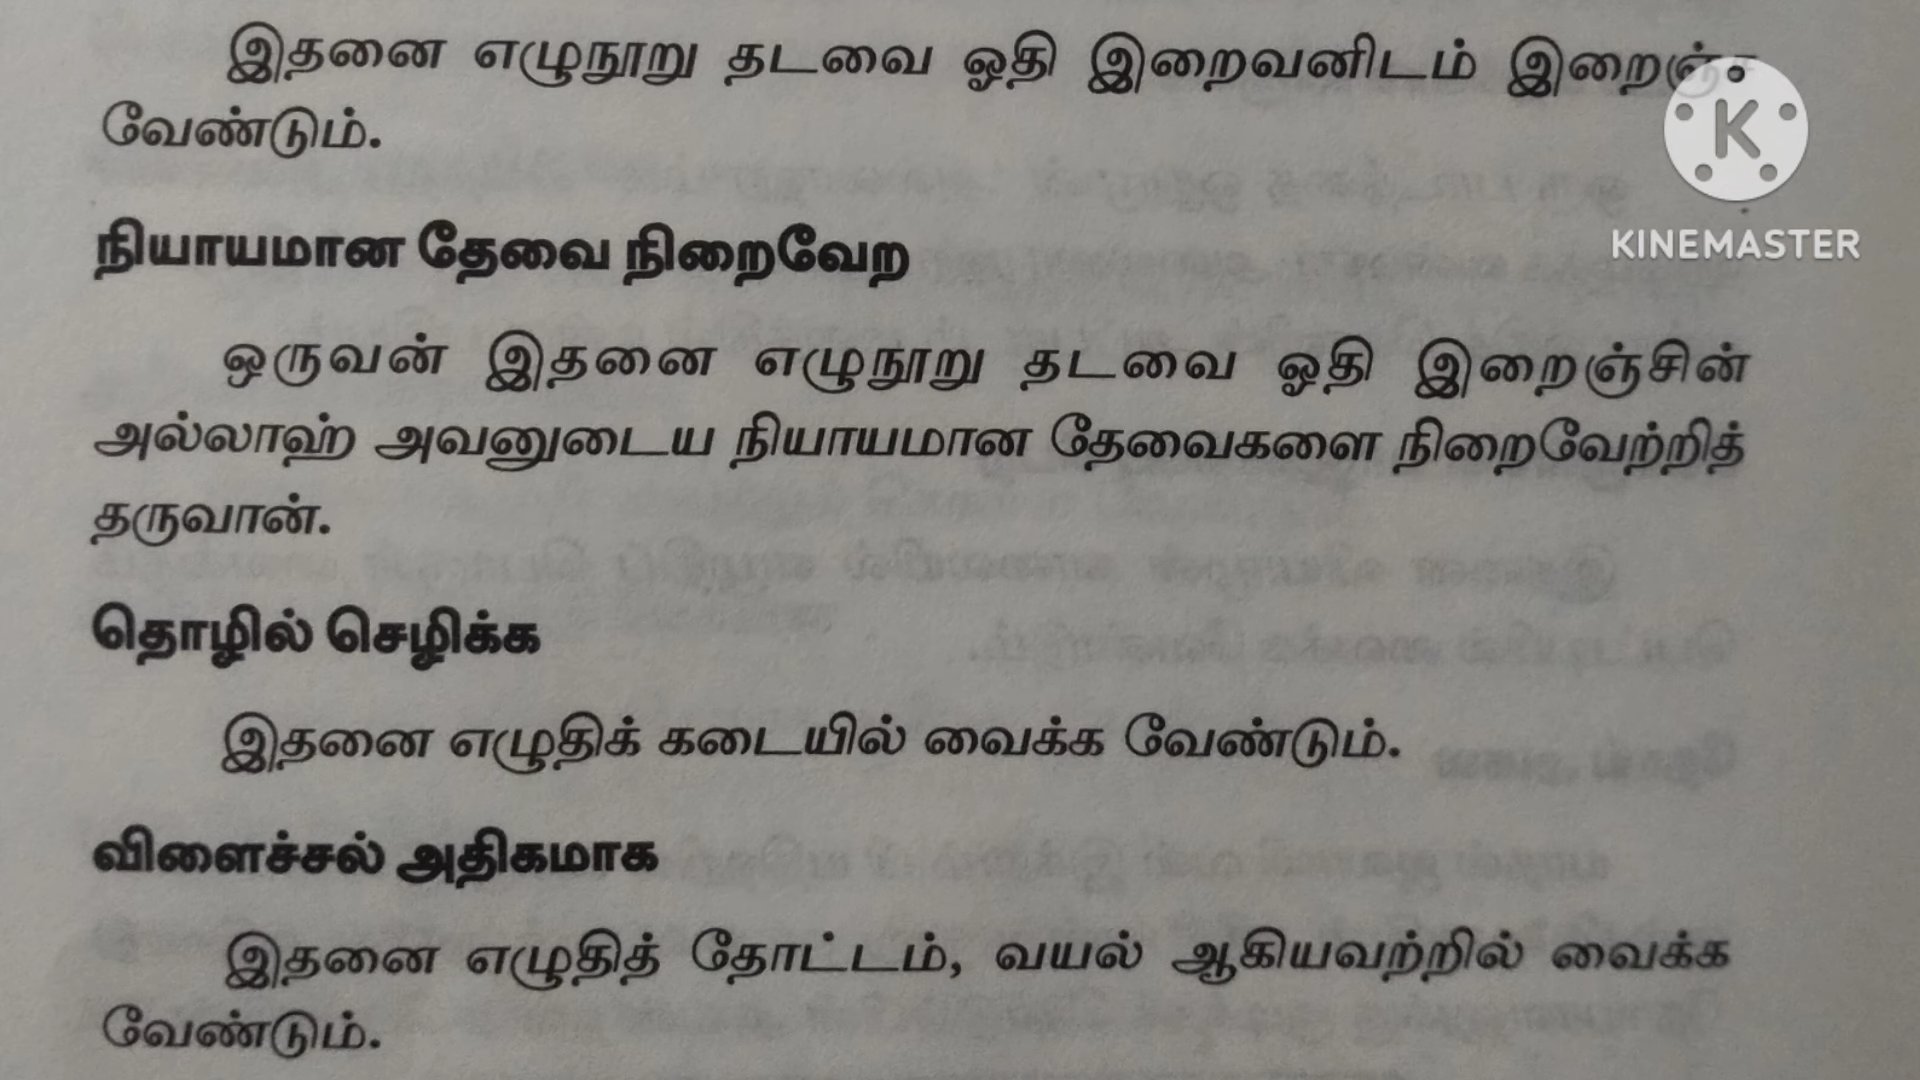 இதனை எழுநூறு தடவை ஓதி இறைவனிடம்
வேண்டும்.
K
KINEMASTER
நியாயமான தேவை நிறைவேற
ஒருவன் இதனை எழுநூறு தடவை ஓதி இறைஞ்சின்
அல்லாஹ் அவனுடைய நியாயமான தேவைகளை நிறைவேற்றித்
தருவான்.
தொழில் செழிக்க
இதனை எழுதிக் கடையில் வைக்க வேண்டும்.
விளைச்சல் அதிகமாக
இதனை எழுதித் தோட்டம், வயல் ஆகியவற்றில் வைக்க
வேண்டும்.